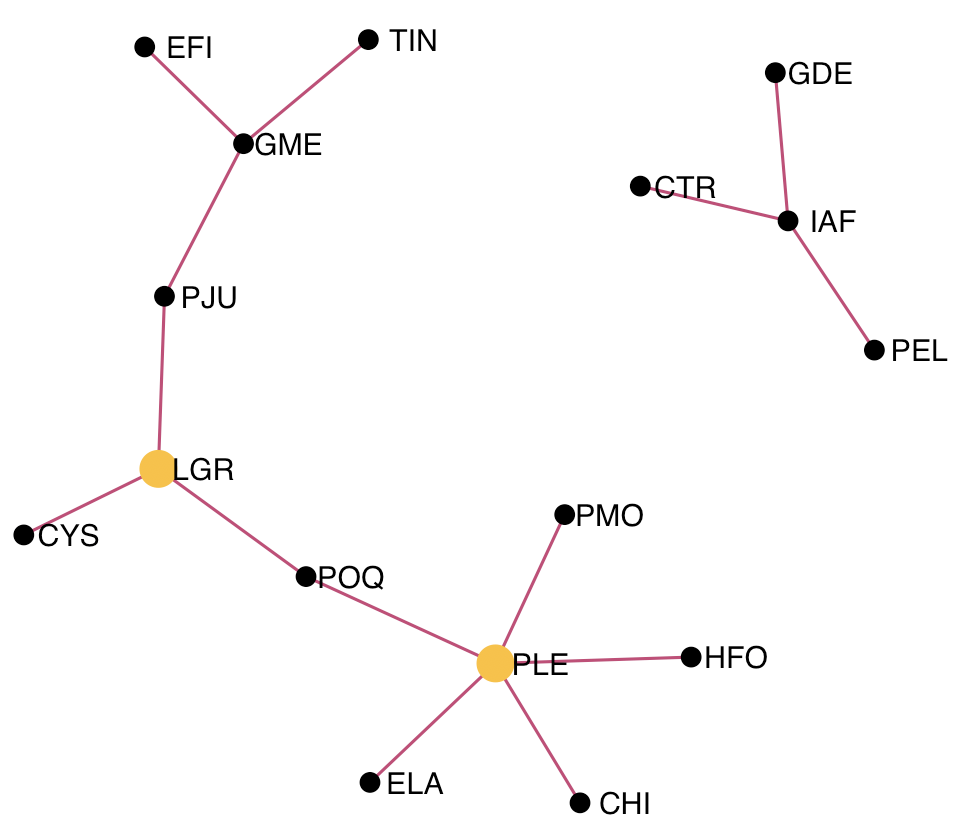 EFI
TIN
GDE
GME
CTR
IAF
PJU
PEL
LGR
PMO
CYS
POQ
HFO
PLE
ELA
CHI